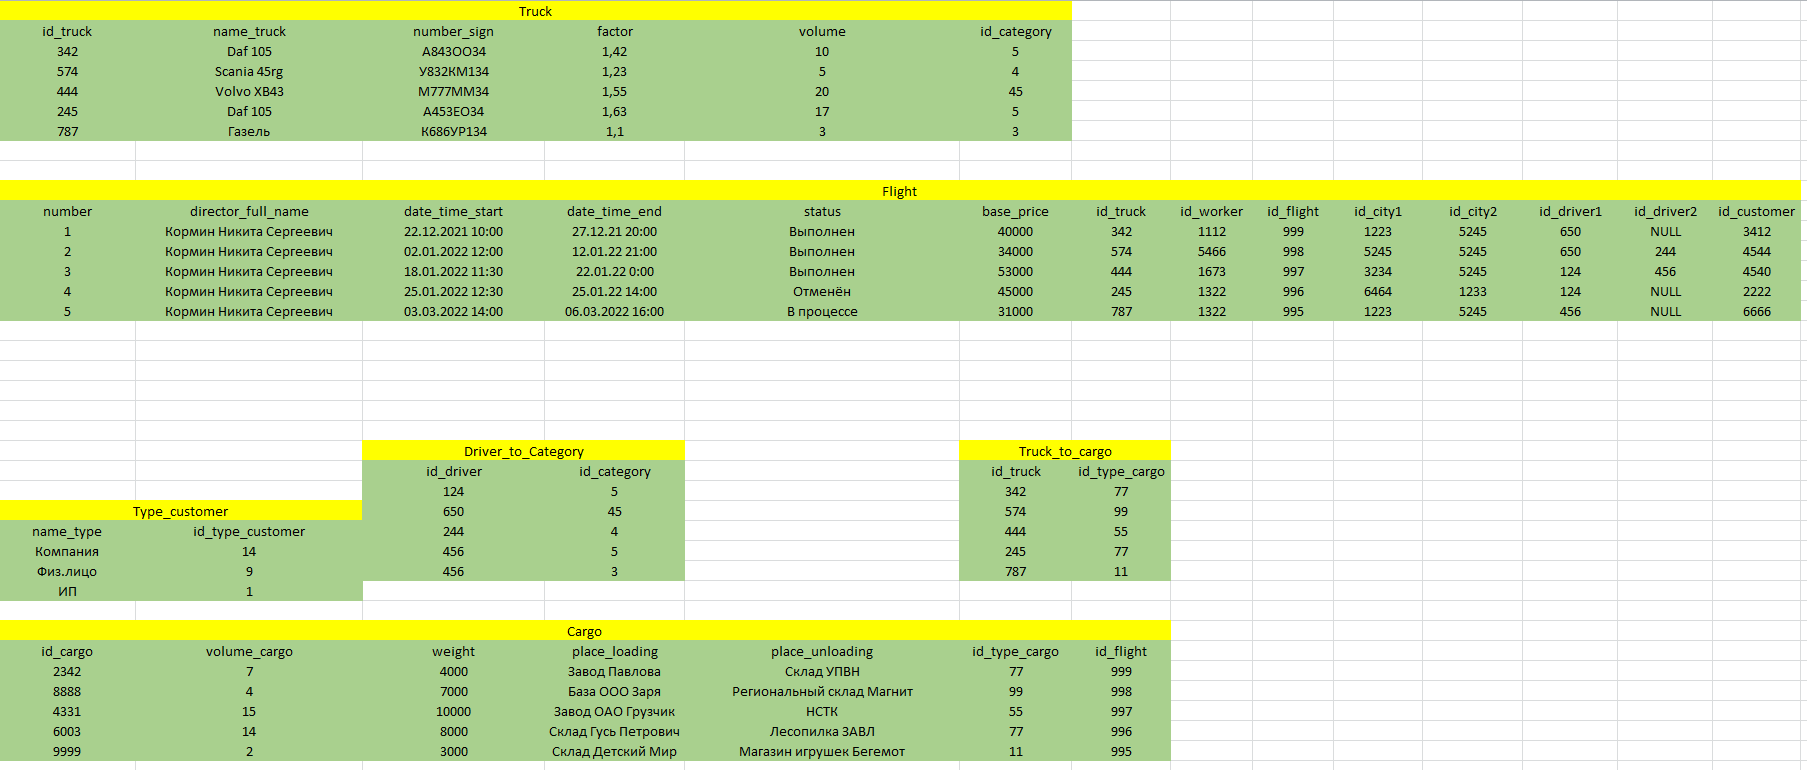 Truck
id_truck name_truck number_sign factor volume id_category
342 Daf 105 А843ОО34 1,42 10 5
574 Scania 45rg У832КМ134 1,23 5 4
444 Volvo XB43 М777ММ34 1,55 20 45
245 Daf 105 А453ЕО34 1,63 17 5
787 Газель К686УР134 1,1 3 3
Flight
number director_full_name date_time_start date_time_end status base_price id_truck id_worker id_flight id_city1 id_city2 id_driver1 id_driver2 id_customer
1 Кормин Никита Сергеевич 22.12.2021 10:00 27.12.21 20:00 Выполнен 40000 342 1112 999 1223 5245 650 NULL 3412
2 Кормин Никита Сергеевич 02.01.2022 12:00 12.01.22 21:00 Выполнен 34000 574 5466 998 5245 5245 650 244 4544
3 Кормин Никита Сергеевич 18.01.2022 11:30 22.01.22 0:00 Выполнен 53000 444 1673 997 3234 5245 124 456 4540
4 Кормин Никита Сергеевич 25.01.2022 12:30 25.01.22 14:00 Отменён 45000 245 1322 996 6464 1233 124 NULL 2222
5 Кормин Никита Сергеевич 03.03.2022 14:00 06.03.2022 16:00 В процессе 31000 787 1322 995 1223 5245 456 NULL 6666
Driver_to_Category
id_driver id_category
124 5
650 45
244 4
456 5
456 3
Truck_to_cargo
id_truck id_type_cargo
342 77
574 99
444 55
245 77
787 11
Type_customer
name_type id_type_customer
Компания 14
Физ.лицо 9
ИП 1
Cargo
id_cargo volume_cargo weight place_loading place_unloading id_type_cargo id_flight
2342 7 4000 Завод Павлова Склад УПВН 77 999
8888 4 7000 База ООО Заря Региональный склад Магнит 99 998
4331 15 10000 Завод ОАО Грузчик НСТК 55 997
6003 14 8000 Склад Гусь Петрович Лесопилка ЗАВЛ 77 996
9999 2 3000 Склад Детский Мир Магазин игрушек Бегемот 11 995